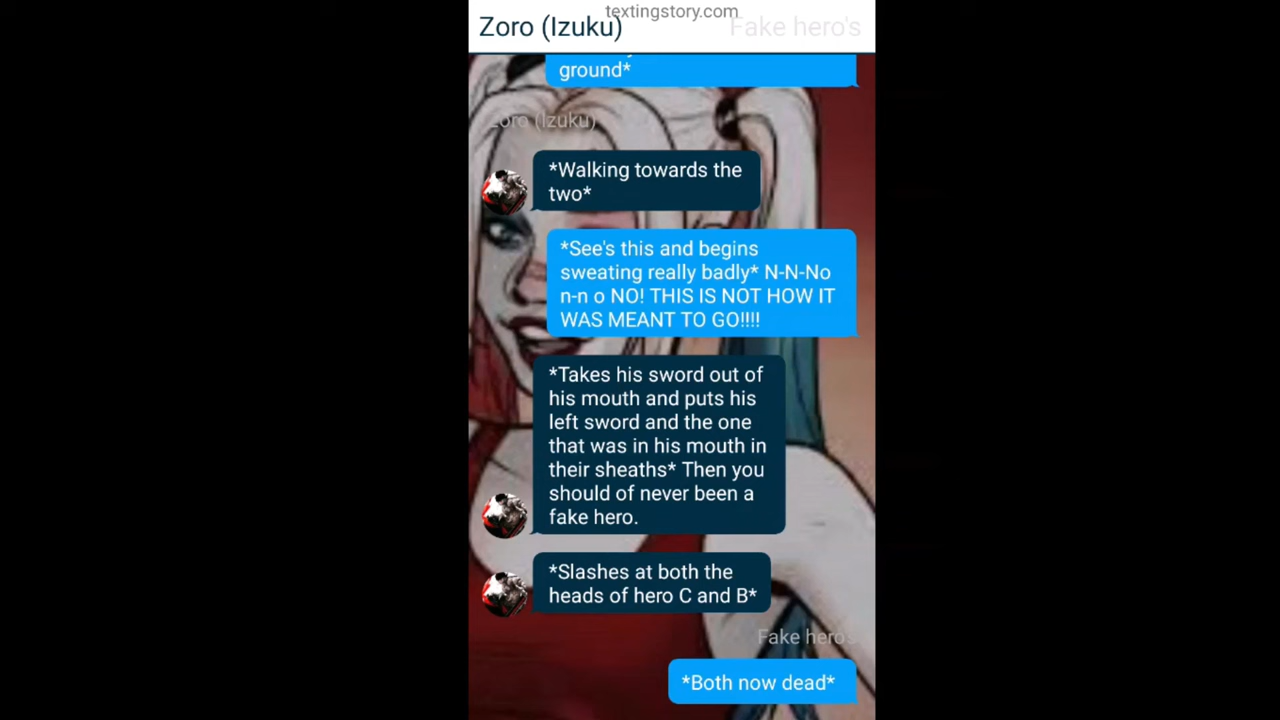 textingstory.com
Zoro (Izuku)
Fake hero's
ground*
Zoro (Izuku)
*Walking towards the
two*
*See's this and begins
sweating really badly* N-N-No
n-n o NO! THIS IS NOT HOW IT
WAS MEANT TO GO!!!!
*Takes his sword out of
his mouth and puts his
left sword and the one
that was in his mouth in
their sheaths* Then you
should of never been a
fake hero.
*Slashes at both the
heads of hero C and B*
Fake hero's
*Both now dead*